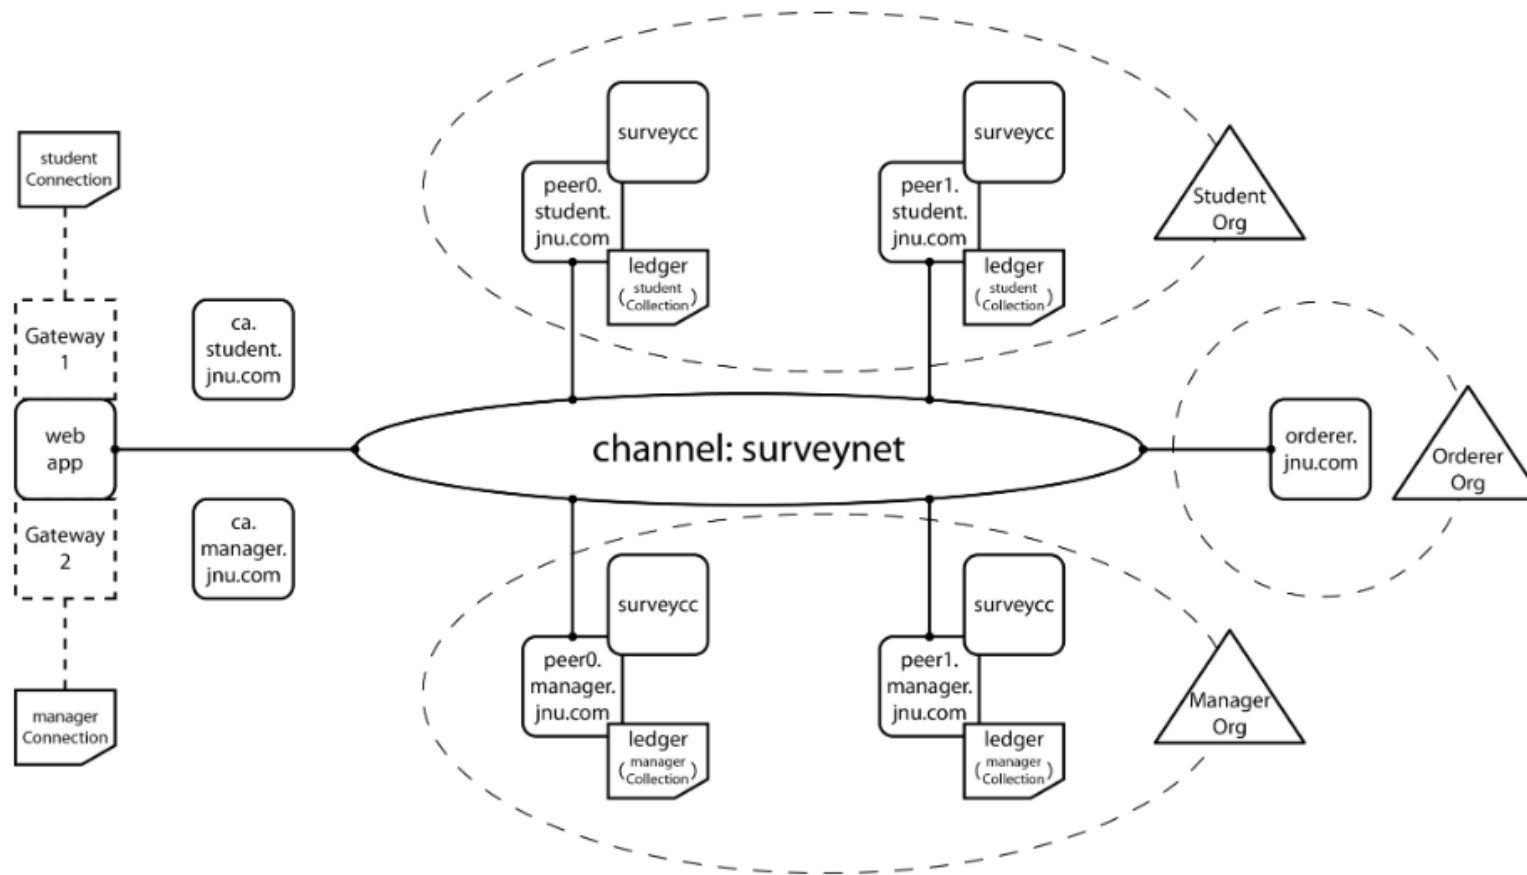 surveycc
surveycc
student
Connection
peer0.
student.
jnu.com
peer1.
student.
jnu.com
Student
Org
ledger
(student
Collection)
ledger
(student
Collection)
Gateway
1
ca.
student.
jnu.com
web
app
channel: surveynet
orderer.
jnu.com
Orderer
Org
Gateway
2
ca.
manager.
jnu.com
surveycc
surveycc
peer0.
manager.
jnu.com
peer1.
manager.
jnu.com
Manager
Org
manager
Connection
ledger
(manager
Collection)
ledger
(manager
Collection)